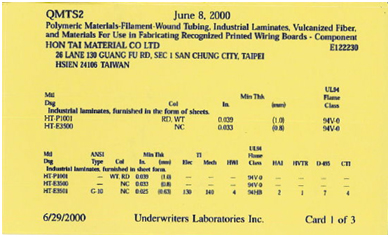 QMTS2 June 8, 2000
Polymeric Materials-Filament-Wound Tubing, Industrial Laminates, Vulcanized Fiber,
and Materials For Use in Fabricating Recognized Printed Wiring Boards - Component
HON TAI MATERIAL CO LTD E122230
26 LANE 130 GUANG FU RD, SEC 1 SAN CHUNG CITY, TAIPEI
HSIEN 24106 TAIWAN
UL94
Mtl Min Thk Flame
Dsg Col In. (mm) Class
Industrial laminates, furnished in the form of sheets.
HT-P1001 RD, WT 0.039 (1.0) 94V-0
HT-E3500 NC 0.033 (0.8) 94V-0
UL94
Mtl ANSI Min Thk TI Flame
Dsg Type Col In. (mm) Elec Mech HWI Class HAI HVTR D-495 CTI
Industrial laminates, furnished in sheet form.
HT-P1001 — WT, RD 0.039 (1.0) — — — 94V-0 — — — —
HT-E3500 — NC 0.033 (0.8) — — — 94V-0 — — — —
HT-E3501 G-10 NC 0.025 (0.63) 130 140 4 94HB 2 1 7 4
6/29/2000 Underwriters Laboratories Inc. Card 1 of 3